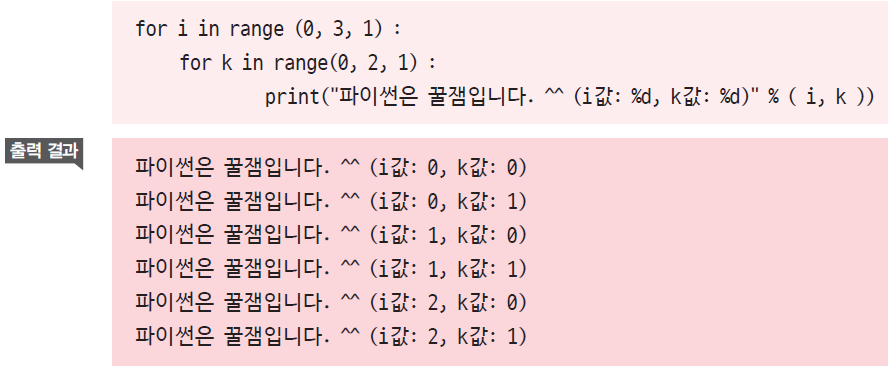 for i in range (0, 3, 1) :
for k in range(0, 2, 1) :
print("파이썬은 꿀잼입니다. ^^ (i값: %d, k값: %d)" % ( i, k ))
출력 결과
파이썬은 꿀잼입니다. ^^ (i값: 0, k값: 0)
파이썬은 꿀잼입니다. ^^ (i값: 0, k값: 1)
파이썬은 꿀잼입니다. ^^ (i값: 1, k값: 0)
파이썬은 꿀잼입니다. ^^ (i값: 1, k값: 1)
파이썬은 꿀잼입니다. ^^ (i값: 2, k값: 0)
파이썬은 꿀잼입니다. ^^ (i값: 2, k값: 1)